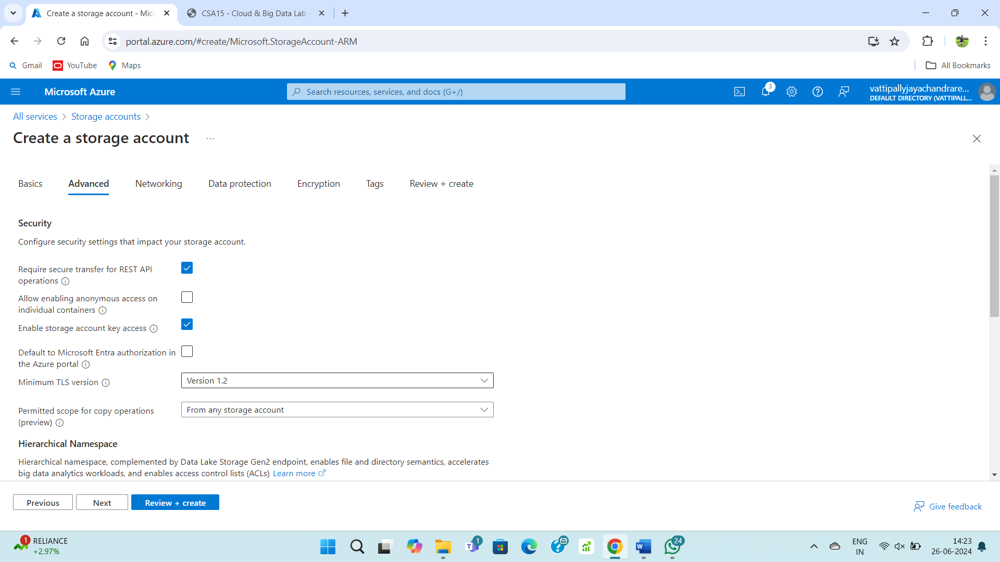 Create a storage account - Micr
CSA15 - Cloud & Big Data Lab -
portal.azure.com/#create/Microsoft.StorageAccount-ARM
Gmail
YouTube
Maps
All Bookmarks
Microsoft Azure
Search resources, services, and docs (G+/)
3
vattipallyjayachandrare...
DEFAULT DIRECTORY (VATTIPALL...
All services > Storage accounts >
Create a storage account ...
Basics
Advanced
Networking
Data protection
Encryption
Tags
Review + create
Security
Configure security settings that impact your storage account.
Require secure transfer for REST API
operations
Allow enabling anonymous access on
individual containers
Enable storage account key access
Default to Microsoft Entra authorization in
the Azure portal
Minimum TLS version
Version 1.2
Permitted scope for copy operations
(preview)
From any storage account
Hierarchical Namespace
Hierarchical namespace, complemented by Data Lake Storage Gen2 endpoint, enables file and directory semantics, accelerates
big data analytics workloads, and enables access control lists (ACLs) Learn more
Previous
Next
Review + create
Give feedback
1
RELIANCE
+2.97%
1
24
ENG
IN
14:23
26-06-2024